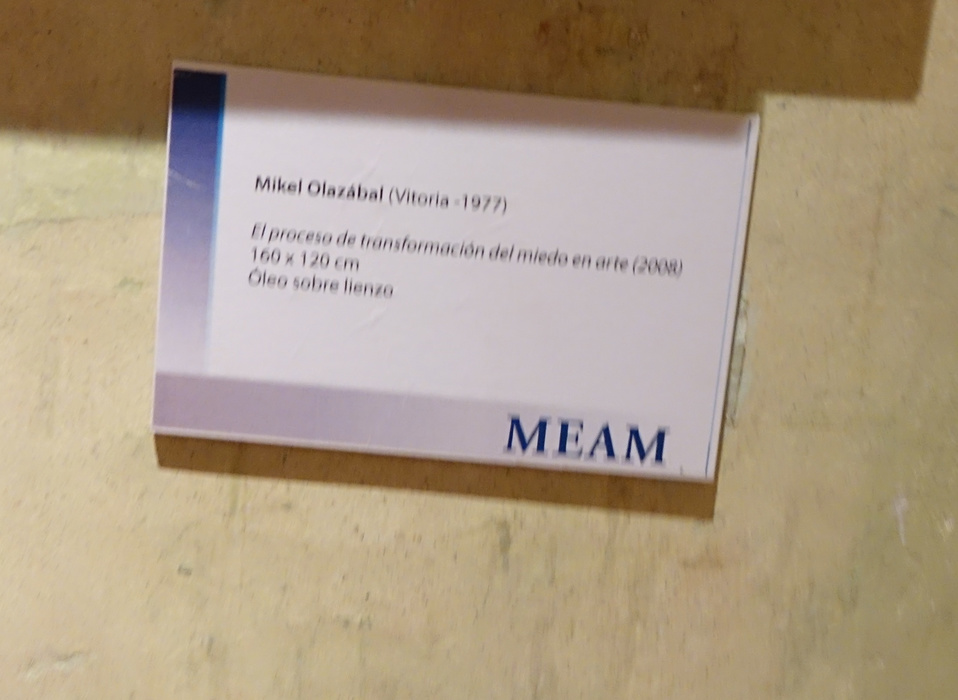 Mikel Olazábal (Vitoria -1977)
El proceso de transformación del miedo en arte (2008)
160 x 120 cm
Óleo sobre lienzo
MEAM